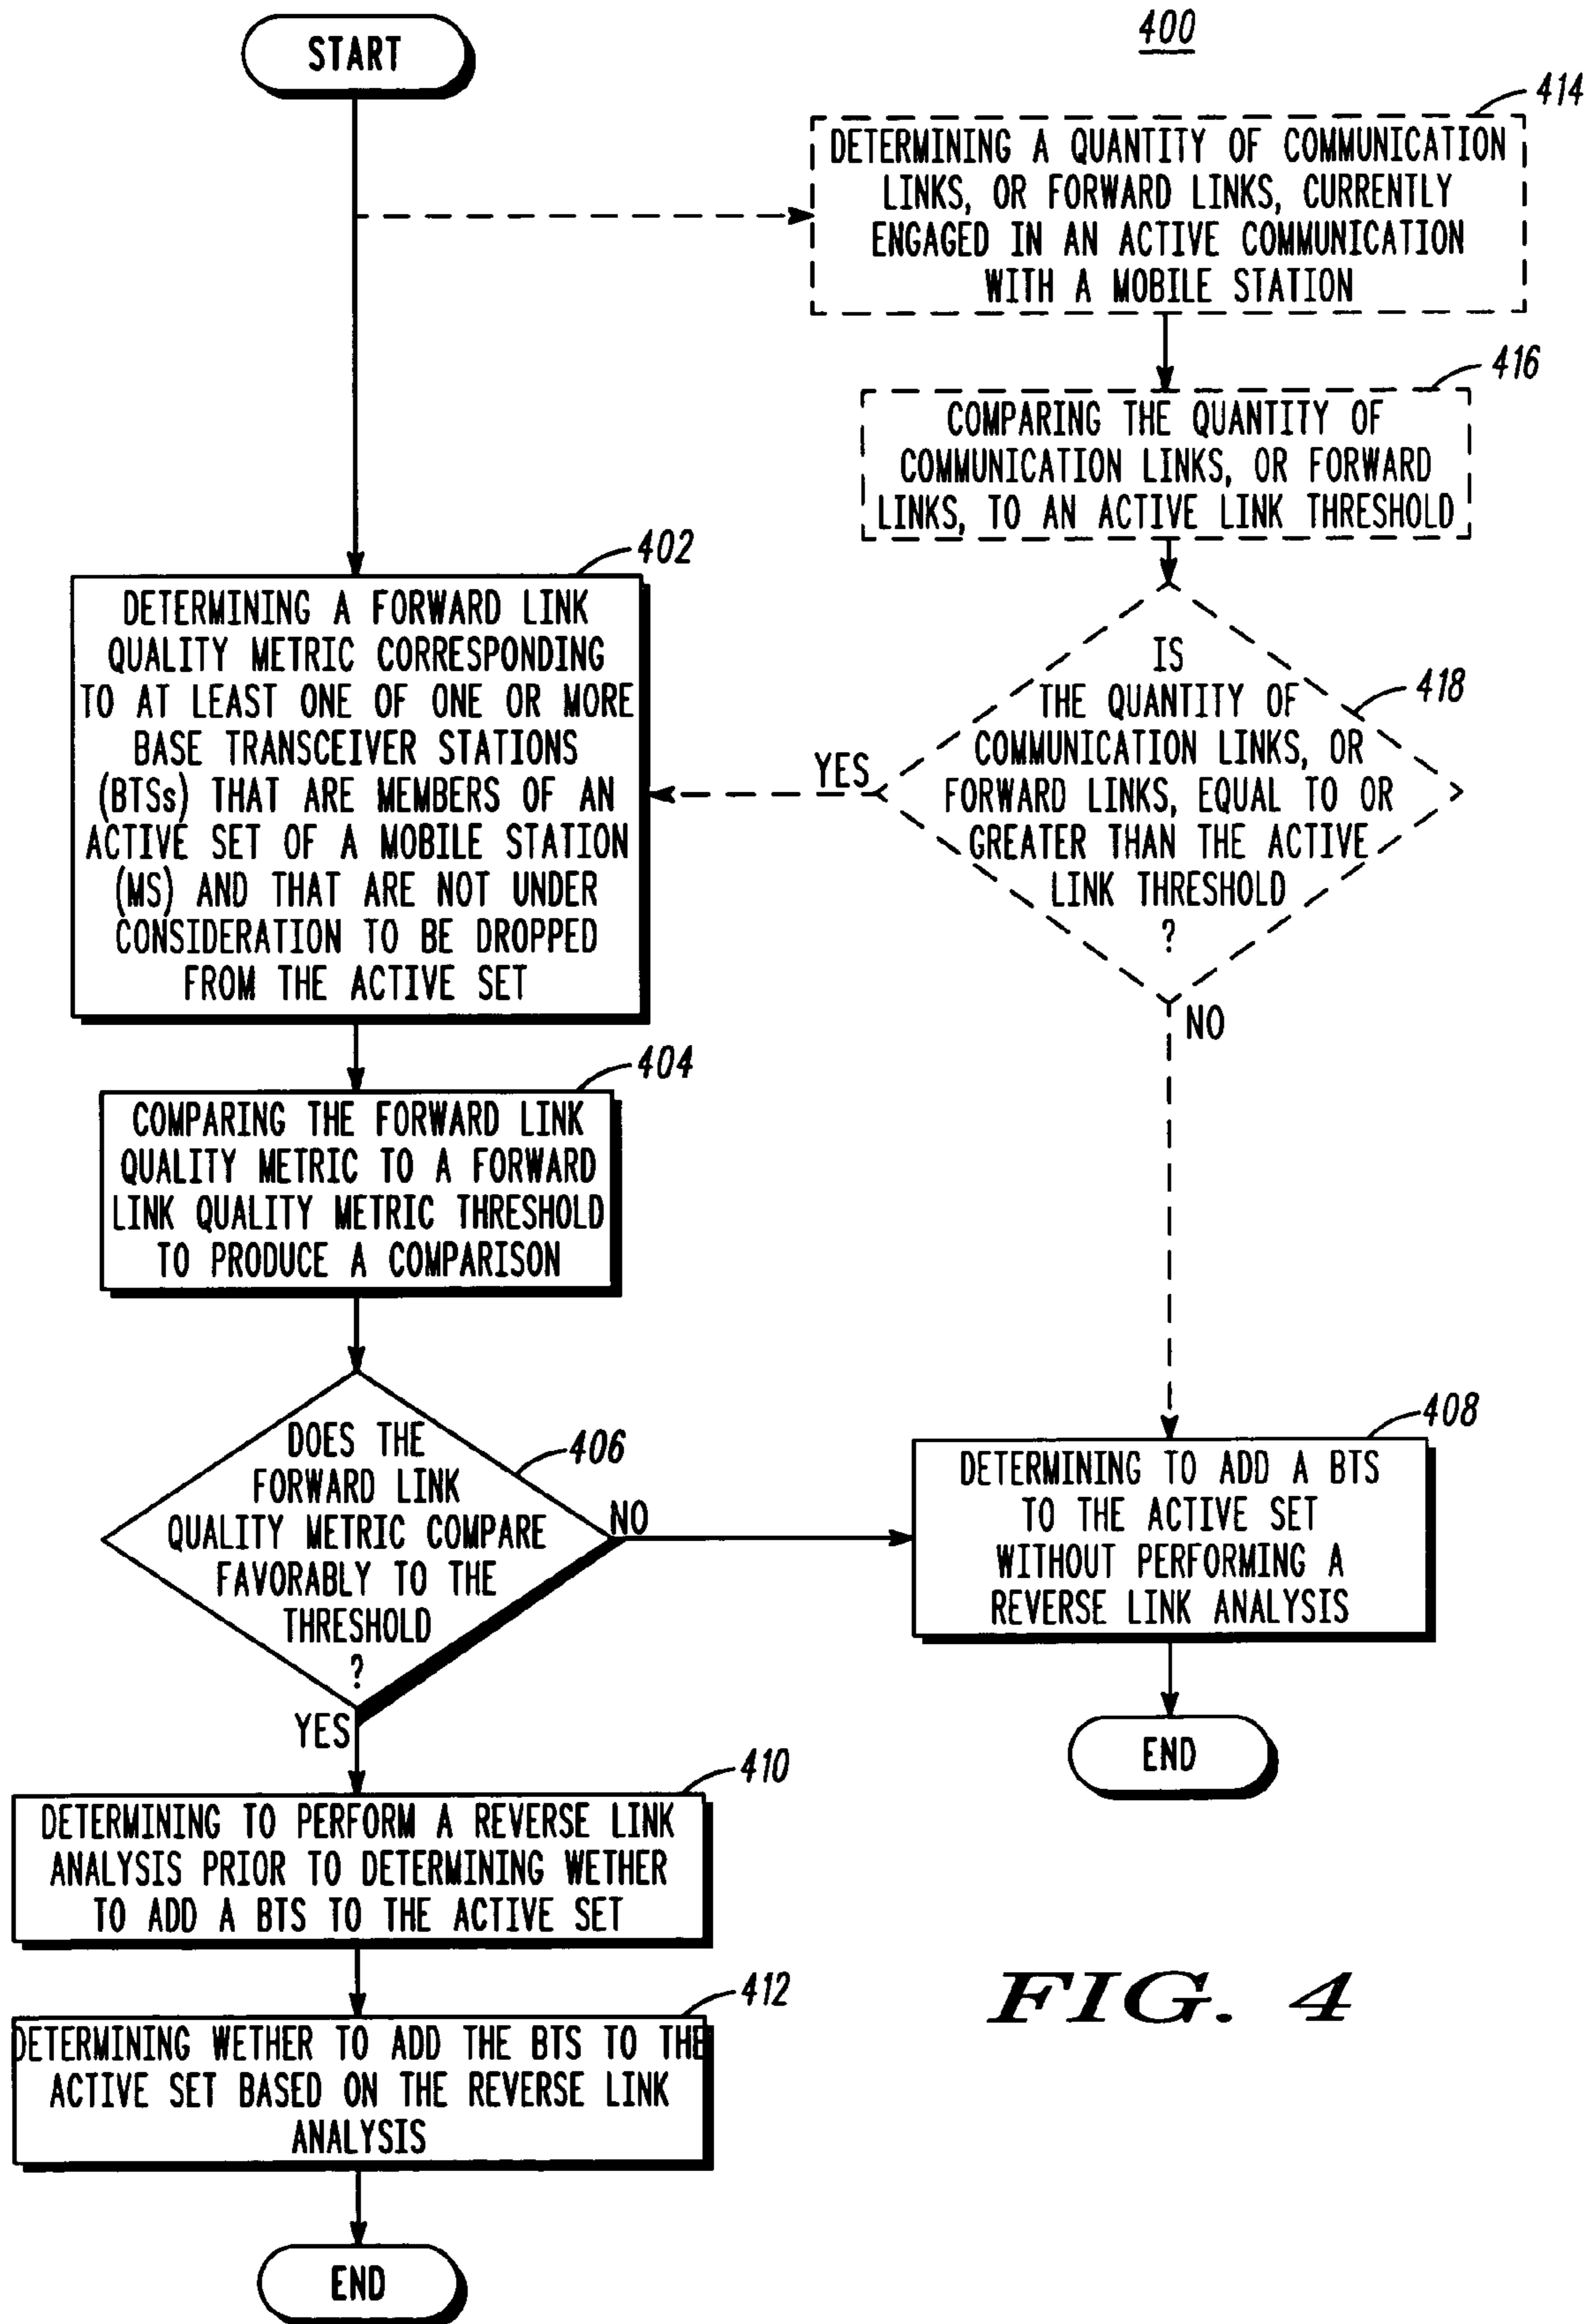 START
400
414
DETERMINING A QUANTITY OF COMMUNICATION
LINKS, OR FORWARD LINKS, CURRENTLY
ENGAGED IN AN ACTIVE COMMUNICATION
WITH A MOBILE STATION
416
COMPARING THE QUANTITY OF
COMMUNICATION LINKS, OR FORWARD
LINKS, TO AN ACTIVE LINK THRESHOLD
402
DETERMINING A FORWARD LINK
QUALITY METRIC CORRESPONDING
TO AT LEAST ONE OF ONE OR MORE
BASE TRANSCEIVER STATIONS
(BTSs) THAT ARE MEMBERS OF AN
ACTIVE SET OF A MOBILE STATION
(MS) AND THAT ARE NOT UNDER
CONSIDERATION TO BE DROPPED
FROM THE ACTIVE SET
418
IS
THE QUANTITY OF
COMMUNICATION LINKS, OR
FORWARD LINKS, EQUAL TO OR
GREATER THAN THE ACTIVE
LINK THRESHOLD
?
YES
NO
404
COMPARING THE FORWARD LINK
QUALITY METRIC TO A FORWARD
LINK QUALITY METRIC THRESHOLD
TO PRODUCE A COMPARISON
406
DOES THE
FORWARD LINK
QUALITY METRIC COMPARE
FAVORABLY TO THE
THRESHOLD
?
NO
YES
408
DETERMINING TO ADD A BTS
TO THE ACTIVE SET
WITHOUT PERFORMING A
REVERSE LINK ANALYSIS
END
410
DETERMINING TO PERFORM A REVERSE LINK
ANALYSIS PRIOR TO DETERMINING WETHER
TO ADD A BTS TO THE ACTIVE SET
412
DETERMINING WETHER TO ADD THE BTS TO THE
ACTIVE SET BASED ON THE REVERSE LINK
ANALYSIS
END
FIG. 4